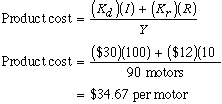 Product cost = (K_d)(I) + (K_r)(R) / Y
Product cost = ($30)(100) + ($12)(10 / 90 motors
= $34.67 per motor